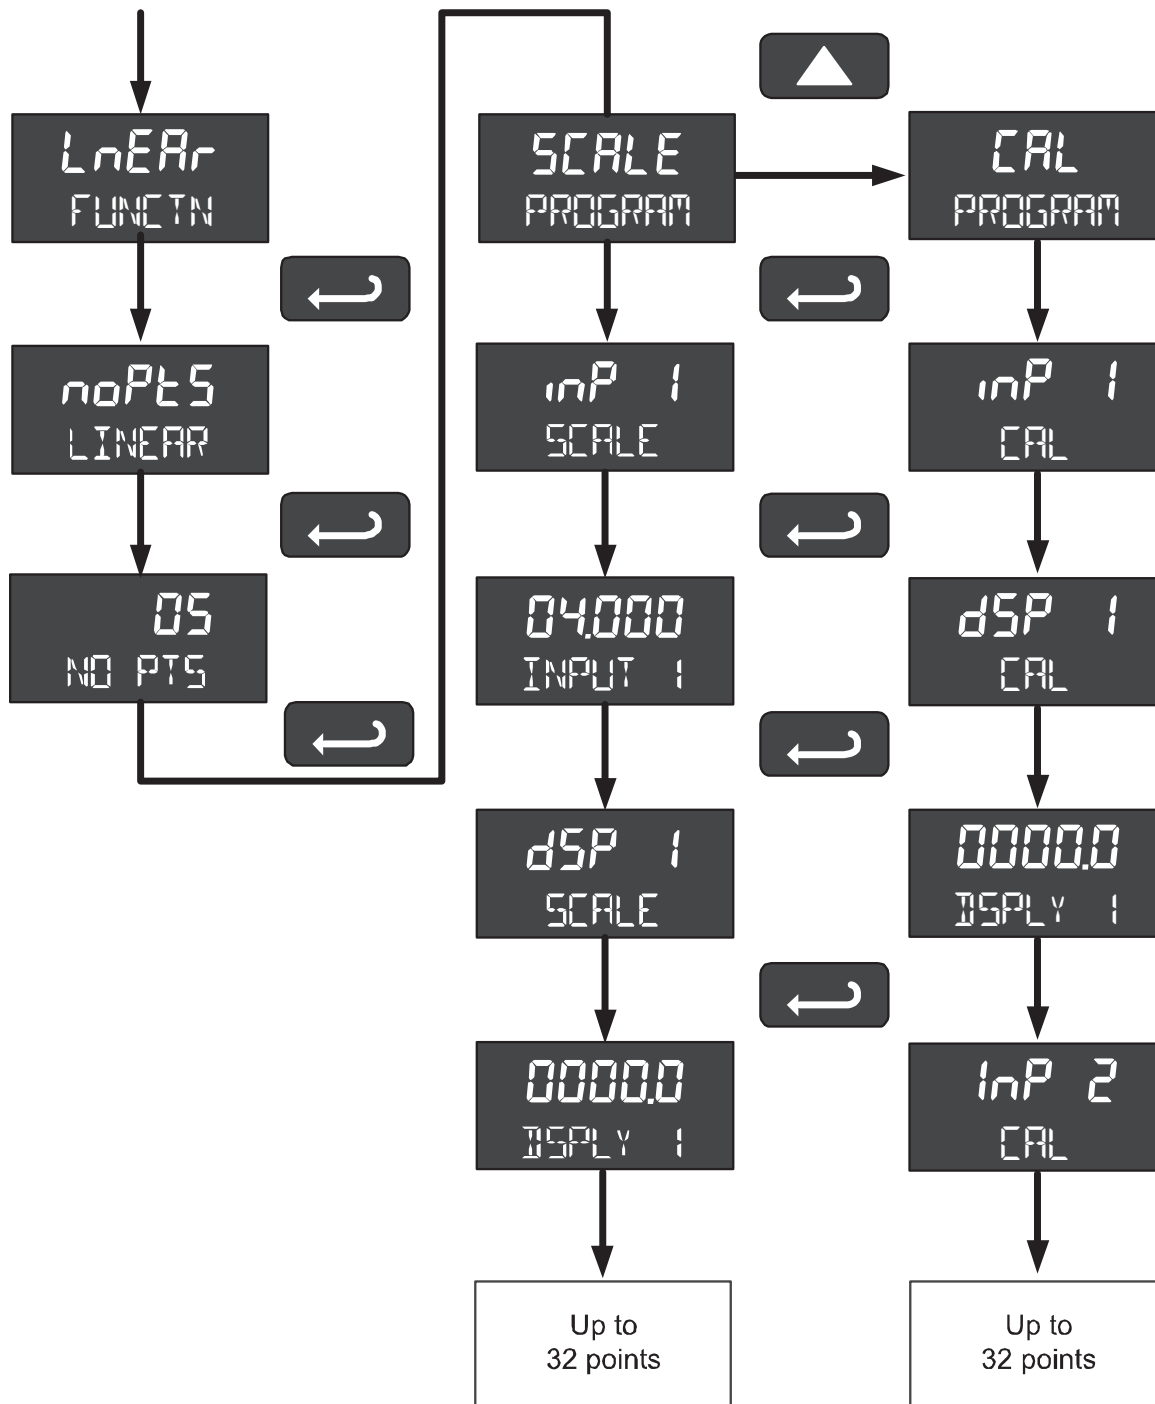 LnEAr
FUNCTN
noPtS
LINEAR
05
NO PTS
SCALE
PROGRAM
inP 1
SCALE
04.000
INPUT 1
dSP 1
SCALE
0000.0
DSPLY 1
Up to
32 points
CAL
PROGRAM
inP 1
CAL
dSP 1
CAL
0000.0
DSPLY 1
InP 2
CAL
Up to
32 points